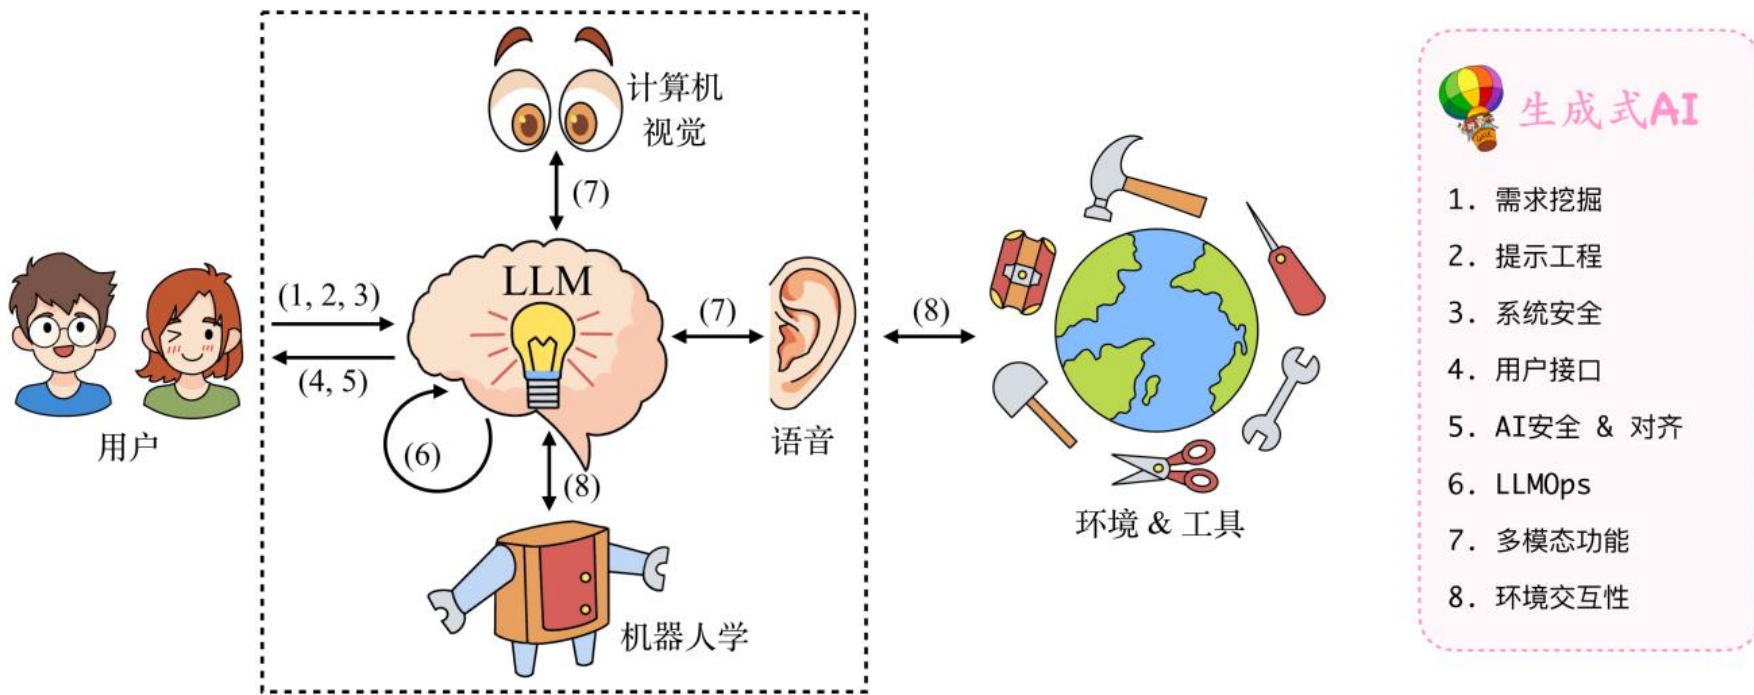 计算机
视觉
(7)
LLM
(1, 2, 3)
(7)
(8)
(4, 5)
用户
(6)
语音
(8)
环境 & 工具
机器人学
生成式AI
1. 需求挖掘
2. 提示工程
3. 系统安全
4. 用户接口
5. AI安全 & 对齐
6. LLMOps
7. 多模态功能
8. 环境交互性